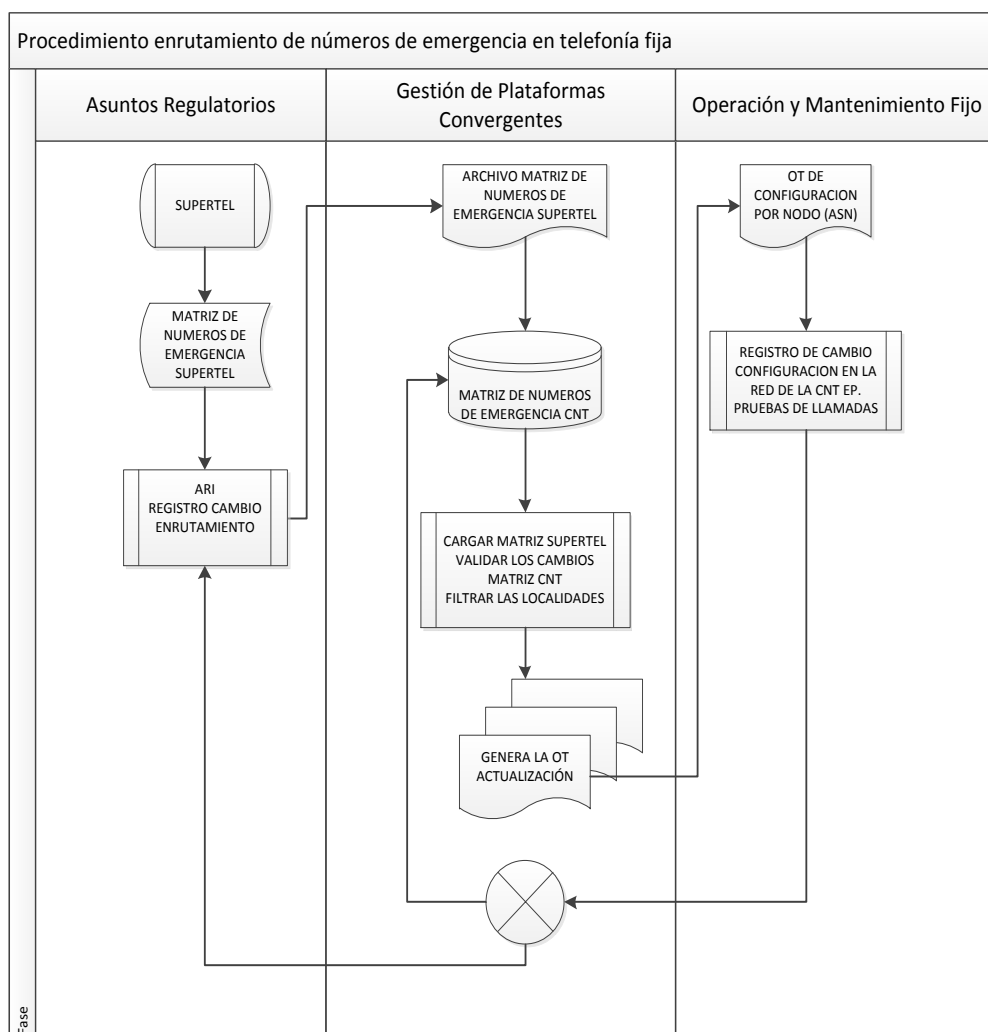 Procedimiento enrutamiento de números de emergencia en telefonía fija
Asuntos Regulatorios
Gestión de Plataformas
Convergentes
Operación y Mantenimiento Fijo
SUPERTEL
MATRIZ DE
NUMEROS DE
EMERGENCIA
SUPERTEL
ARI
REGISTRO CAMBIO
ENRUTAMIENTO
ARCHIVO MATRIZ DE
NUMEROS DE
EMERGENCIA SUPERTEL
MATRIZ DE NUMEROS
DE EMERGENCIA CNT
CARGAR MATRIZ SUPERTEL
VALIDAR LOS CAMBIOS
MATRIZ CNT
FILTRAR LAS LOCALIDADES
GENERA LA OT
ACTUALIZACIÓN
OT DE
CONFIGURACION
POR NODO (ASN)
REGISTRO DE CAMBIO
CONFIGURACION EN LA
RED DE LA CNT EP.
PRUEBAS DE LLAMADAS
Fase